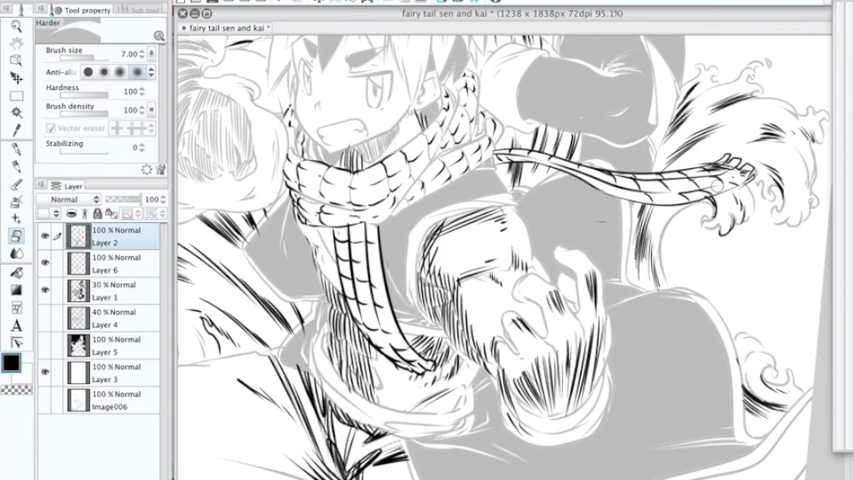 Tool property
Sub tool
Harder
Brush size
7.00
Anti-alia
Hardness
100
Brush density
100
Vector eraser
Stabilizing
0
Layer
Normal
100
100 % Normal
Layer 2
100 % Normal
Layer 6
30 % Normal
Layer 1
40 % Normal
Layer 4
100 % Normal
Layer 5
100 % Normal
Layer 3
100 % Normal
Image006
A
fairy tail sen and kai * (1238 x 1838px 72dpi 95.1%)
fairy tail sen and kai *